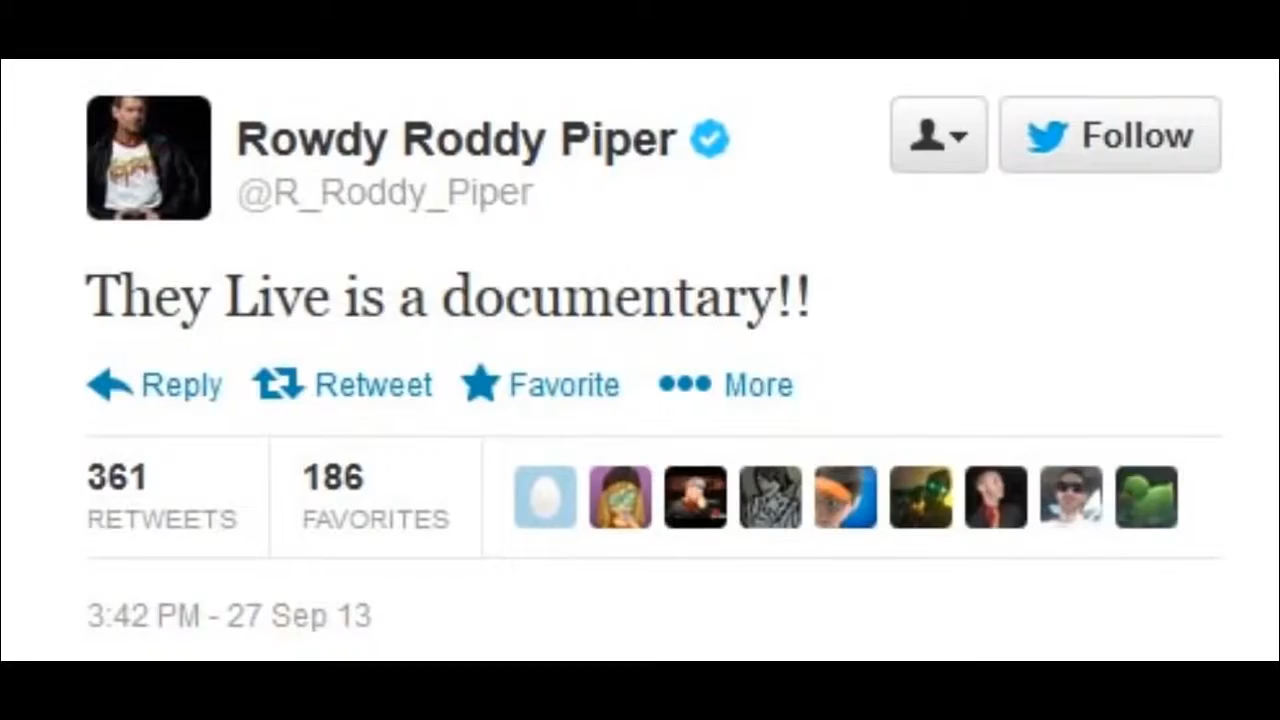 Rowdy Roddy Piper
@R_Roddy_Piper
Follow
They Live is a documentary!!
Reply Retweet Favorite More
361 186
RETWEETS FAVORITES
3:42 PM - 27 Sep 13